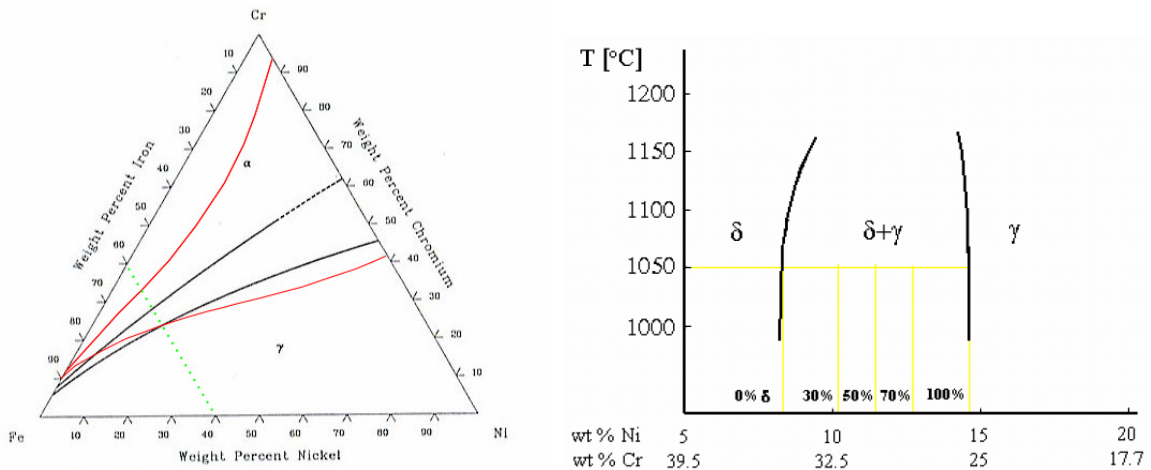 Cr
10
20
30
40
50
60
70
80
90
Weight Percent Iron
90
80
70
60
50
40
30
20
10
Weight Percent Chromium
α
γ
Fe
10
20
30
40
50
60
70
80
90
Ni
Weight Percent Nickel
T [°C]
1200
1150
1100
1050
1000
δ
δ+γ
γ
0% δ
30%
50%
70%
100%
wt % Ni 5 10 15 20
wt % Cr 39.5 32.5 25 17.7